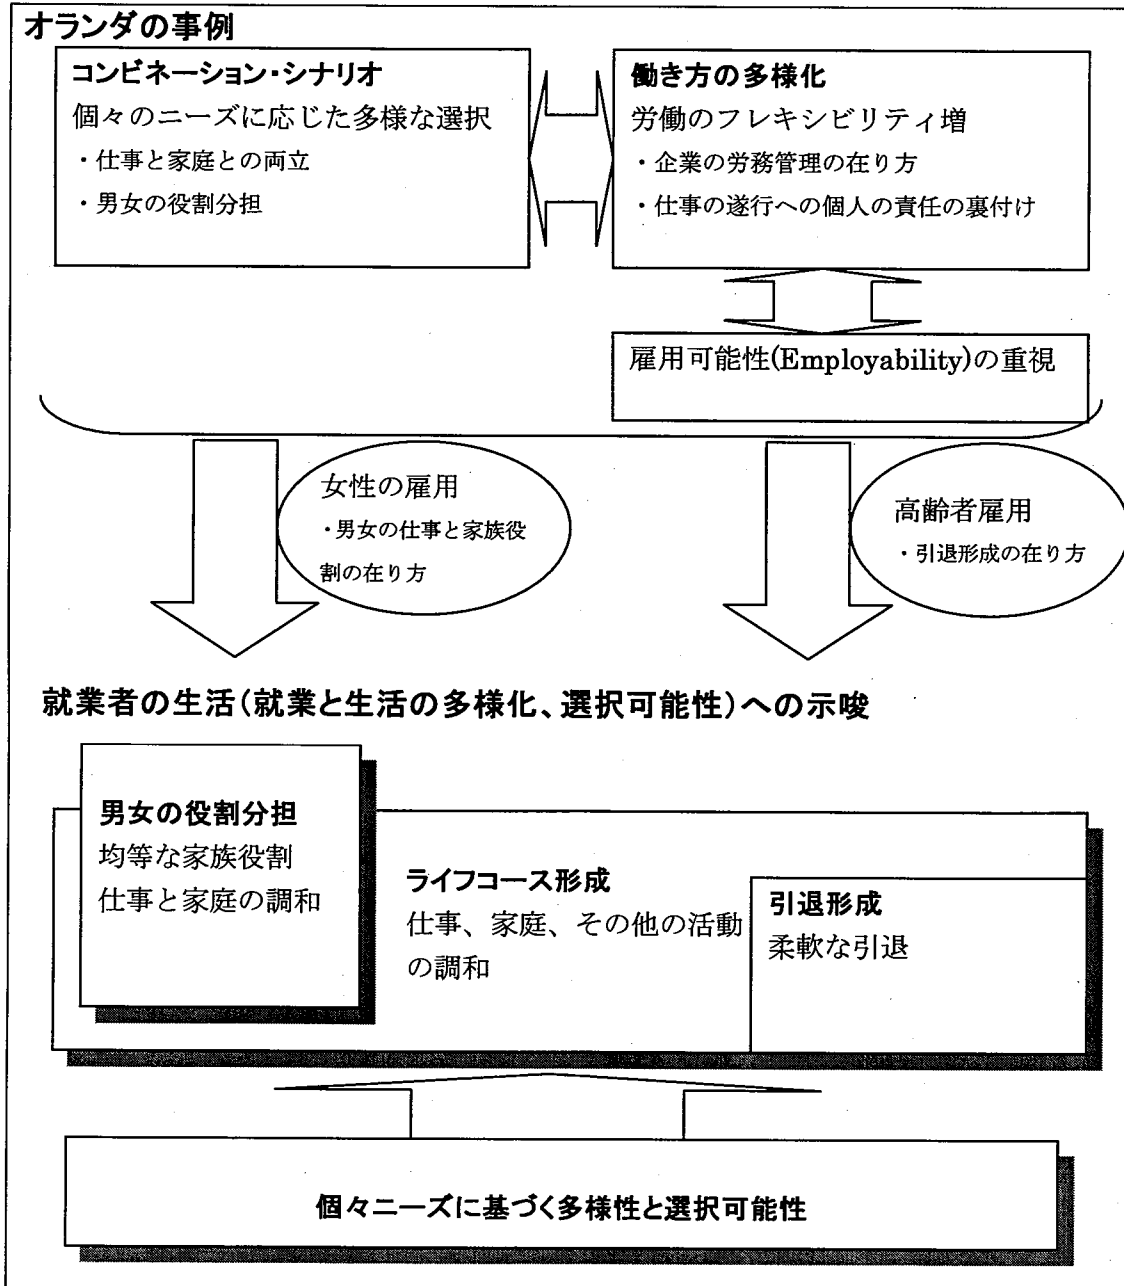 オランダの事例
コンビネーション・シナリオ
個々のニーズに応じた多様な選択
・仕事と家庭との両立
・男女の役割分担
働き方の多様化
労働のフレキシビリティ増
・企業の労務管理の在り方
・仕事の遂行への個人の責任の裏付け
雇用可能性(Employability)の重視
女性の雇用
・男女の仕事と家族役
割の在り方
高齢者雇用
・引退形成の在り方
就業者の生活(就業と生活の多様化、選択可能性)への示唆
男女の役割分担
均等な家族役割
仕事と家庭の調和
ライフコース形成
仕事、家庭、その他の活動
の調和
引退形成
柔軟な引退
個々ニーズに基づく多様性と選択可能性